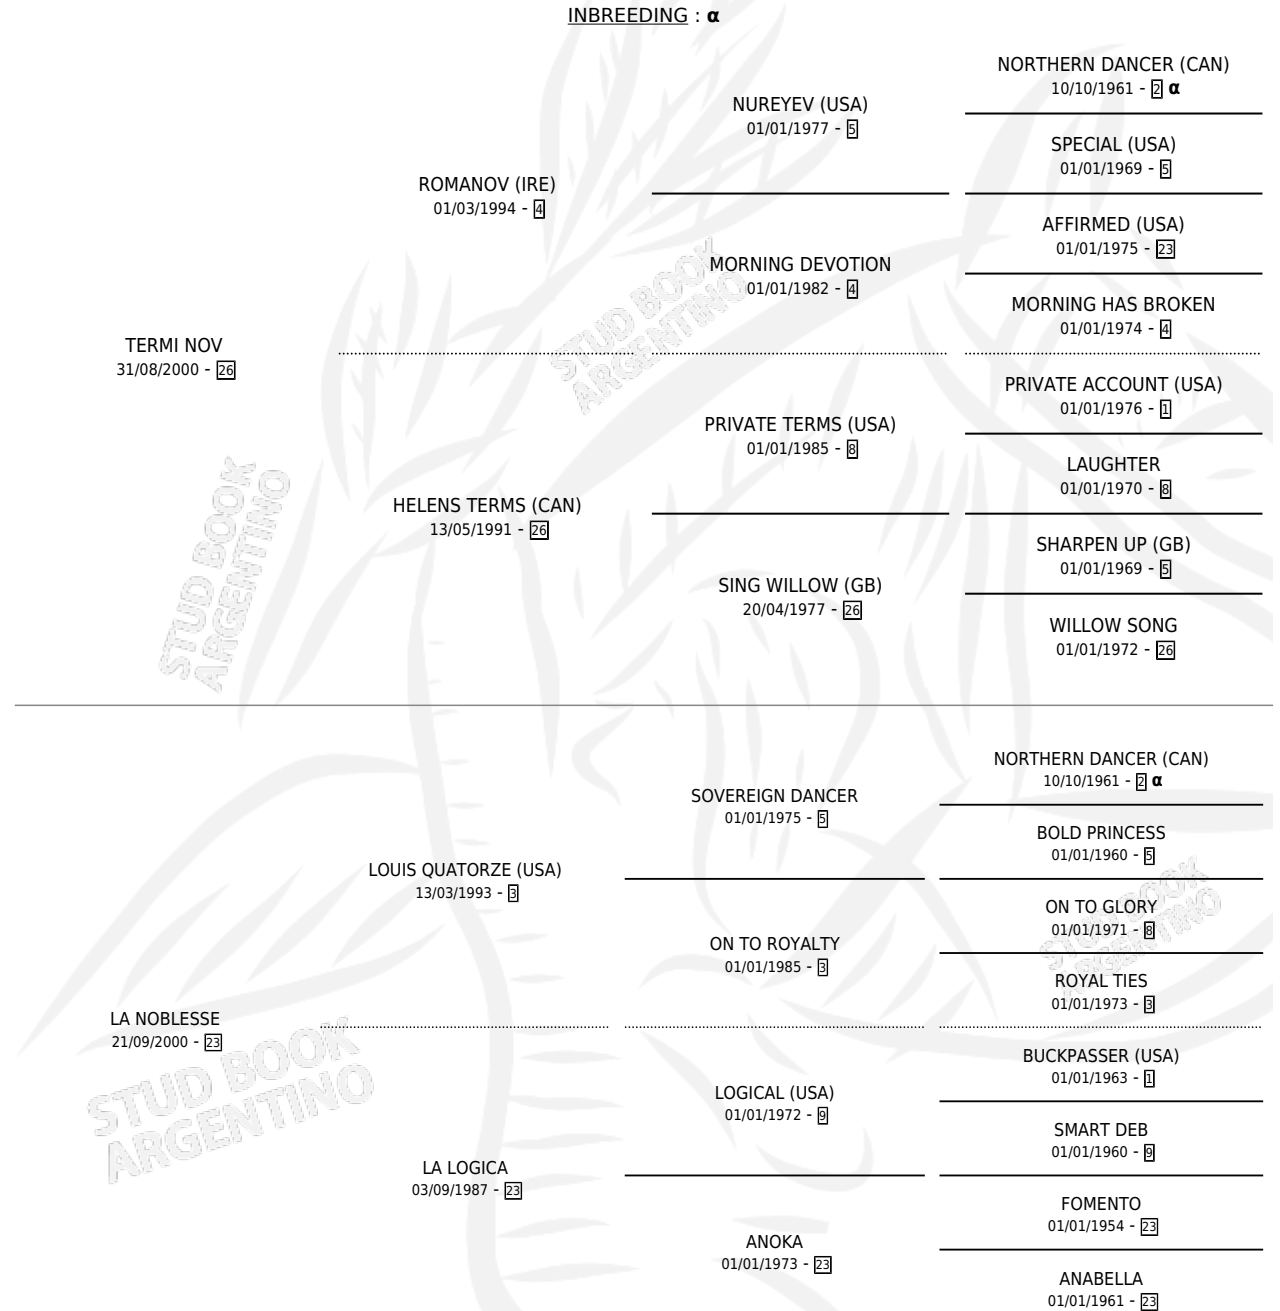 INBREEDING : α
NORTHERN DANCER (CAN)
10/10/1961 - 2 α
NUREYEV (USA)
01/01/1977 - 5
SPECIAL (USA)
01/01/1969 - 5
ROMANOV (IRE)
01/03/1994 - 4
AFFIRMED (USA)
01/01/1975 - 23
MORNING DEVOTION
01/01/1982 - 4
MORNING HAS BROKEN
01/01/1974 - 4
TERMI NOV
31/08/2000 - 26
PRIVATE ACCOUNT (USA)
01/01/1976 - 1
PRIVATE TERMS (USA)
01/01/1985 - 8
LAUGHTER
01/01/1970 - 8
HELENS TERMS (CAN)
13/05/1991 - 26
SHARPEN UP (GB)
01/01/1969 - 5
SING WILLOW (GB)
20/04/1977 - 26
WILLOW SONG
01/01/1972 - 26
STUD BOOK
ARGENTINO
STUD BOOK
ARGENTINO
NORTHERN DANCER (CAN)
10/10/1961 - 2 α
SOVEREIGN DANCER
01/01/1975 - 5
BOLD PRINCESS
01/01/1960 - 5
LOUIS QUATORZE (USA)
13/03/1993 - 3
ON TO GLORY
01/01/1971 - 8
ON TO ROYALTY
01/01/1985 - 3
ROYAL TIES
01/01/1973 - 3
LA NOBLESSE
21/09/2000 - 23
BUCKPASSER (USA)
01/01/1963 - 1
LOGICAL (USA)
01/01/1972 - 9
SMART DEB
01/01/1960 - 9
LA LOGICA
03/09/1987 - 23
FOMENTO
01/01/1954 - 23
ANOKA
01/01/1973 - 23
ANABELLA
01/01/1961 - 23
STUD BOOK
ARGENTINO
STUD BOOK
ARGENTINO